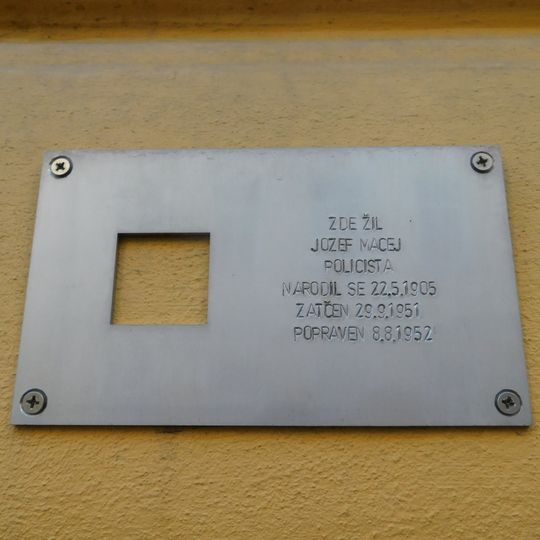 ZDE ŽIL
JOZEF MACEJ
POLICISTA
NARODIL SE 22.5.1905
ZATČEN 29.9.1951
POPRAVEN 8.8.1952